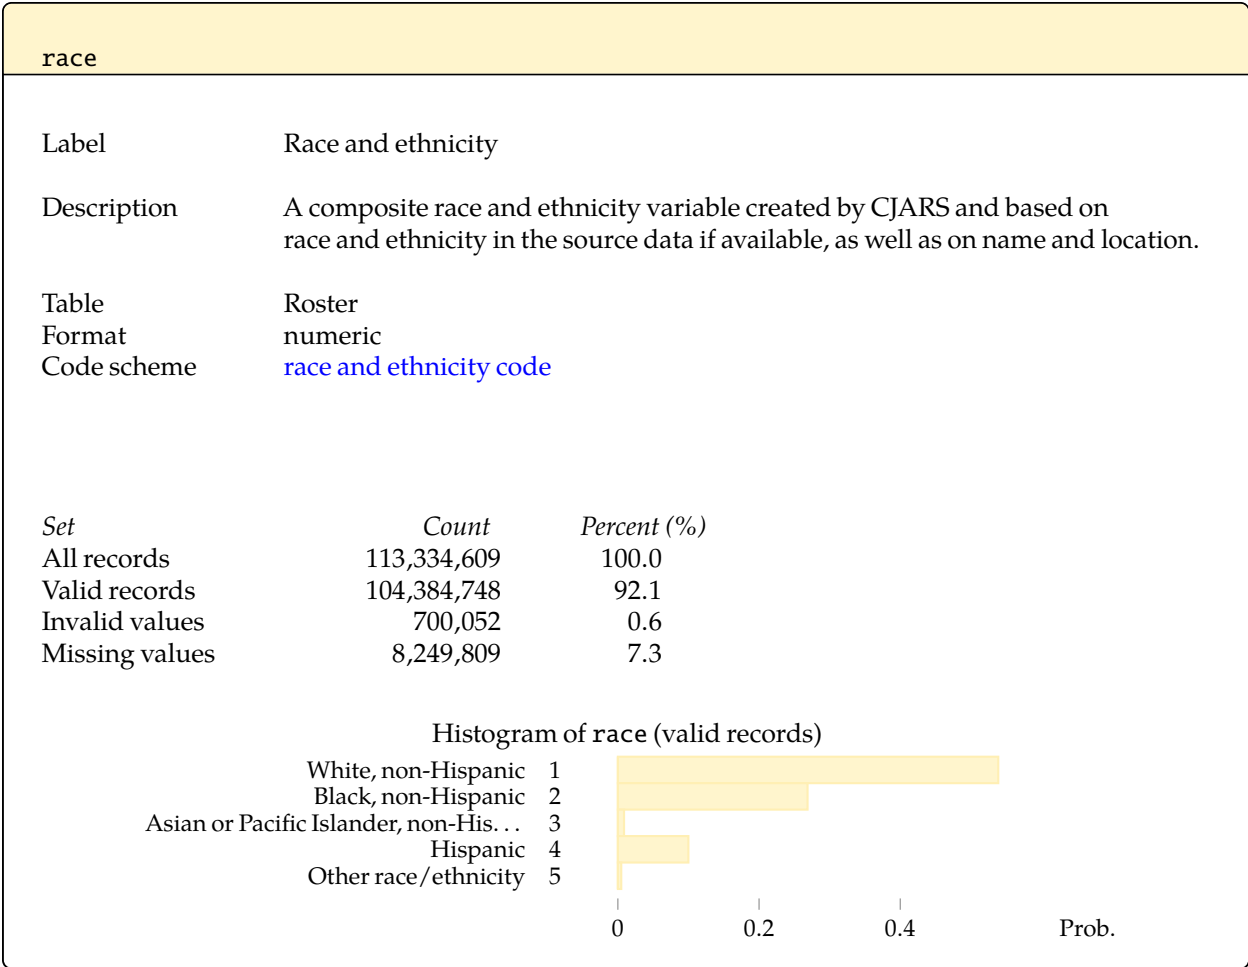 race
Label Race and ethnicity
Description A composite race and ethnicity variable created by CJARS and based on
race and ethnicity in the source data if available, as well as on name and location.
Table Roster
Format numeric
Code scheme race and ethnicity code
Set Count Percent (%)
All records 113,334,609 100.0
Valid records 104,384,748 92.1
Invalid values 700,052 0.6
Missing values 8,249,809 7.3
Histogram of race (valid records)
White, non-Hispanic 1
Black, non-Hispanic 2
Asian or Pacific Islander, non-His... 3
Hispanic 4
Other race/ethnicity 5
0 0.2 0.4 Prob.